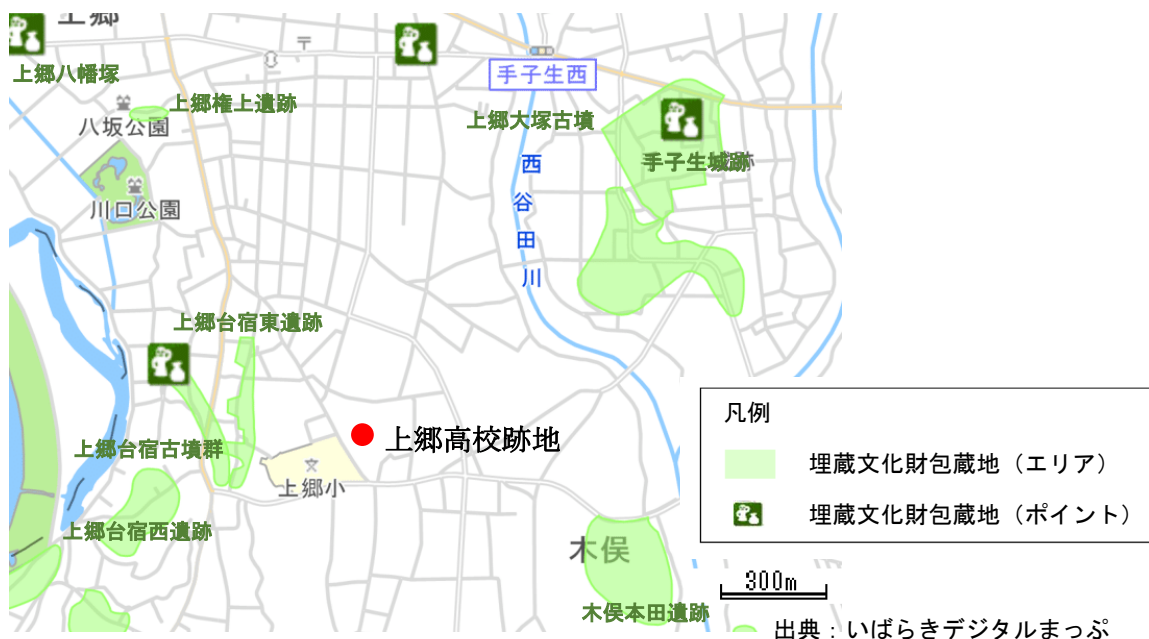 上郷
上郷八幡塚
上郷権上遺跡
八坂公園
川口公園
手子生西
上郷大塚古墳
手子生城跡
西谷田川
上郷台宿東遺跡
上郷台宿古墳群
上郷高校跡地
上郷小
上郷台宿西遺跡
木俣
木俣本田遺跡
凡例
埋蔵文化財包蔵地（エリア）
埋蔵文化財包蔵地（ポイント）
300m
出典：いばらきデジタルまっぷ